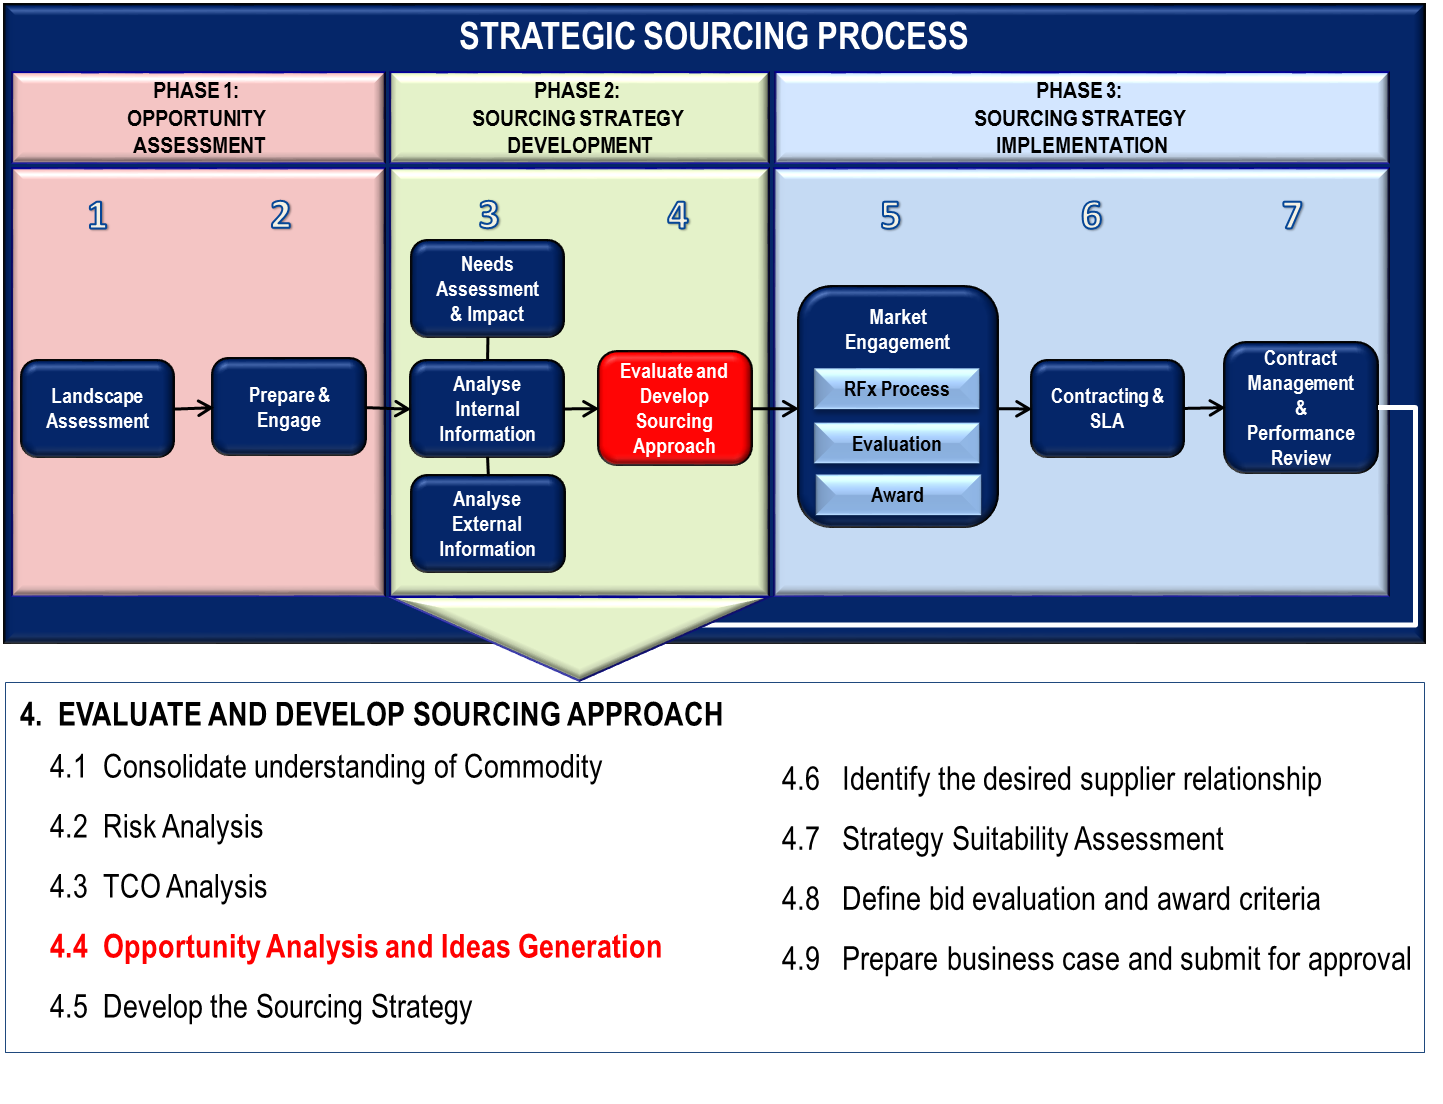 STRATEGIC SOURCING PROCESS
PHASE 1:
OPPORTUNITY
ASSESSMENT
PHASE 2:
SOURCING STRATEGY
DEVELOPMENT
PHASE 3:
SOURCING STRATEGY
IMPLEMENTATION
1
2
3
4
5
6
7
Landscape
Assessment
Prepare &
Engage
Needs
Assessment
& Impact
Analyse
Internal
Information
Analyse
External
Information
Evaluate and
Develop
Sourcing
Approach
Market
Engagement
RFx Process
Evaluation
Award
Contracting &
SLA
Contract
Management
&
Performance
Review
4. EVALUATE AND DEVELOP SOURCING APPROACH
4.1 Consolidate understanding of Commodity
4.2 Risk Analysis
4.3 TCO Analysis
4.4 Opportunity Analysis and Ideas Generation
4.5 Develop the Sourcing Strategy
4.6 Identify the desired supplier relationship
4.7 Strategy Suitability Assessment
4.8 Define bid evaluation and award criteria
4.9 Prepare business case and submit for approval